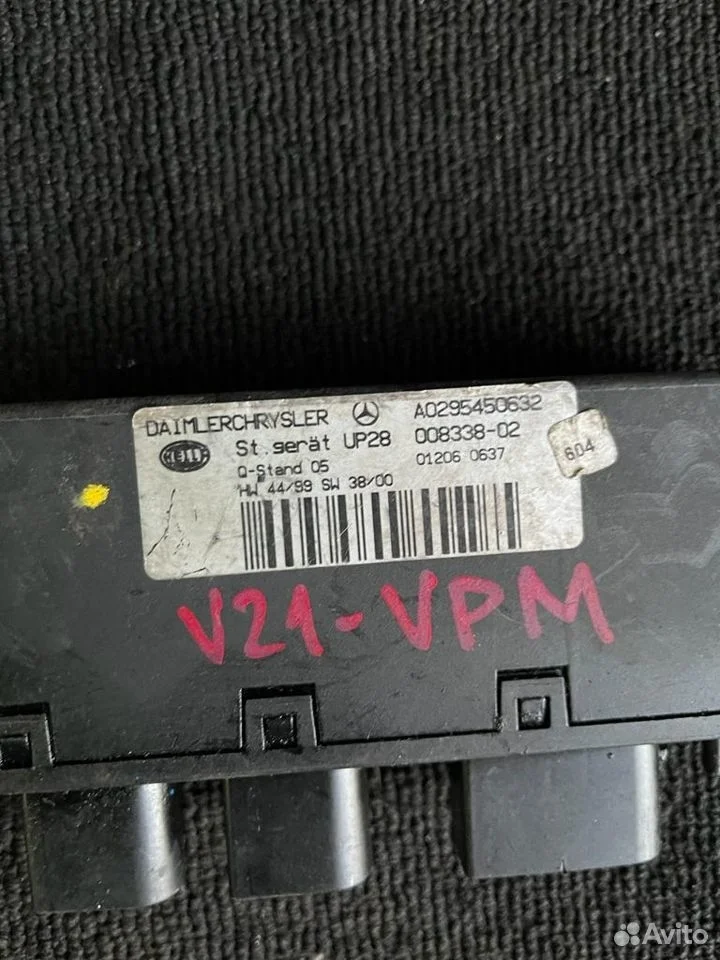 DAIMLERCHRYSLER A0295450632
HELLA St.gerät UP28 008338-02
Q-Stand 05 01206 0637
HW 44/99 SW 38/00
604
V21-VPM
Avito